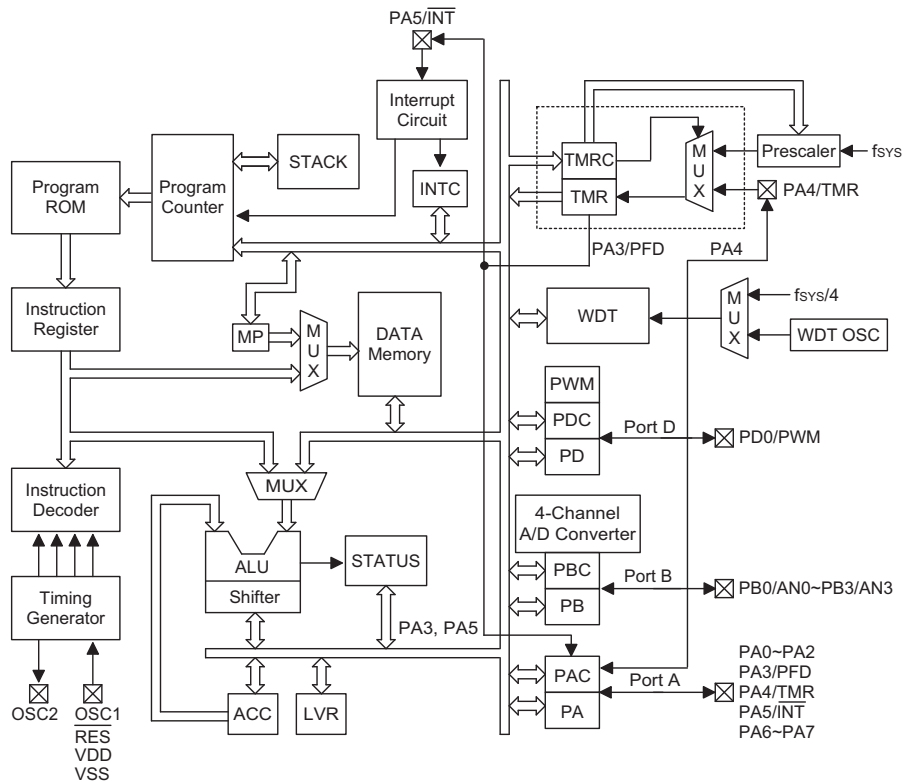 PA5/INT
Interrupt
Circuit
STACK
INTC
Program
ROM
Program
Counter
TMRC
TMR
M
U
X
Prescaler
fSYS
PA4/TMR
PA3/PFD
PA4
Instruction
Register
MP
M
U
X
DATA
Memory
WDT
M
U
X
fSYS/4
WDT OSC
PWM
PDC
PD
Port D
PD0/PWM
MUX
Instruction
Decoder
4-Channel
A/D Converter
ALU
Shifter
STATUS
PBC
PB
Port B
PB0/AN0~PB3/AN3
Timing
Generator
PA3, PA5
PAC
PA
Port A
PA0~PA2
PA3/PFD
PA4/TMR
PA5/INT
PA6~PA7
OSC2
OSC1
RES
VDD
VSS
ACC
LVR